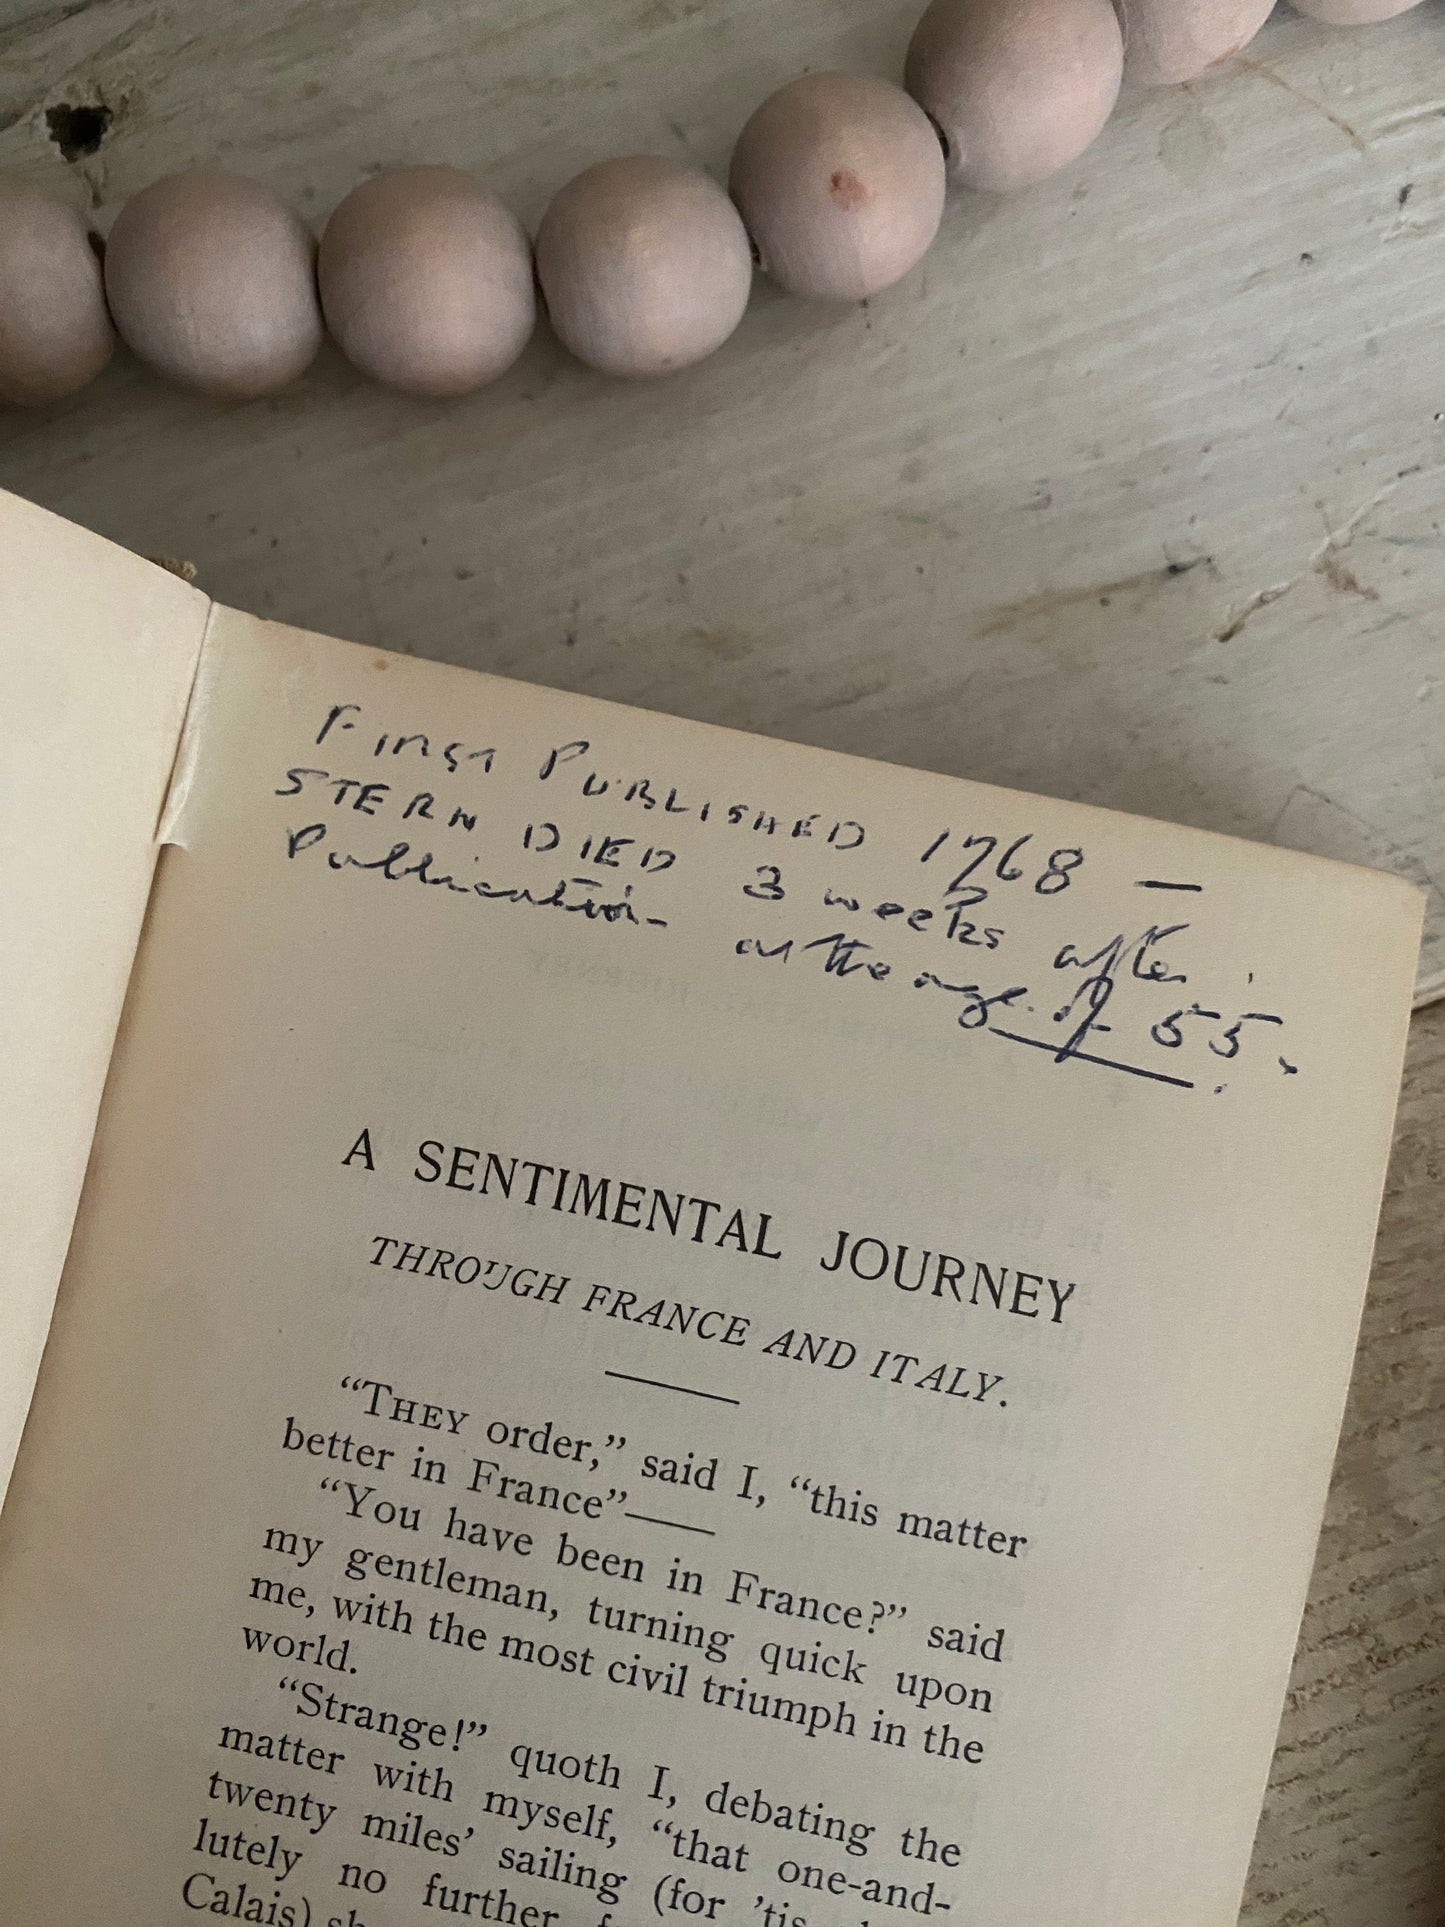 First Published 1768 —
STERN DIED 3 weeks after
Publication at the age of 55.
A SENTIMENTAL JOURNEY
THROUGH FRANCE AND ITALY.
“THEY order,” said I, “this matter
better in France”——
“You have been in France?” said
my gentleman, turning quick upon
me, with the most civil triumph in the
world.
“Strange!” quoth I, debating the
matter with myself, “that one-and-
twenty miles’ sailing (for ’tis
lutely no further
Calais)